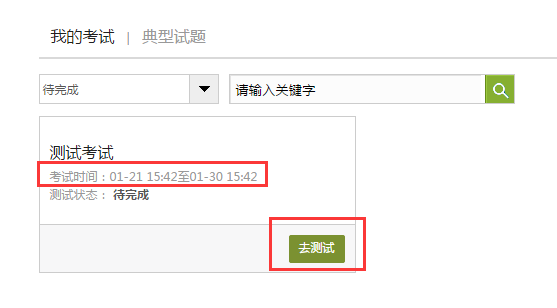 我的考试 | 典型试题
待完成 请输入关键字
测试考试
考试时间：01-21 15:42至01-30 15:42
测试状态： 待完成
去测试